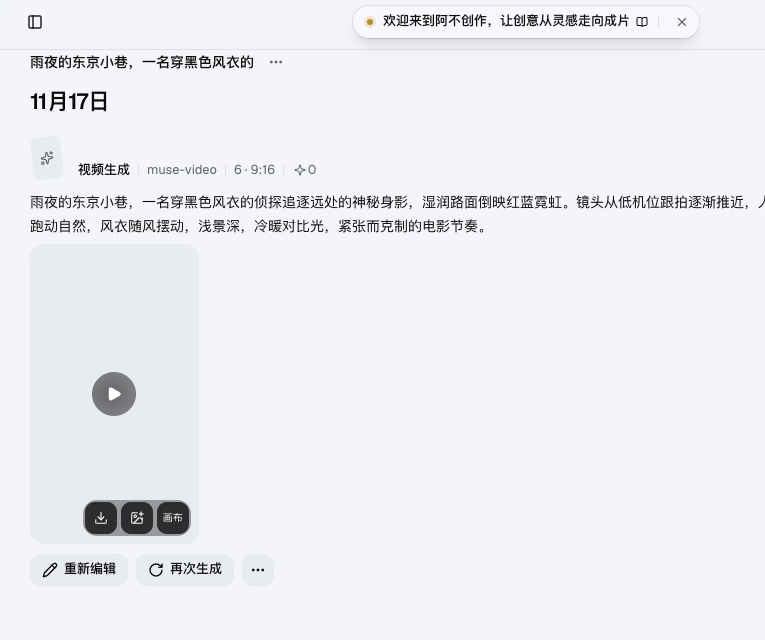 欢迎来到阿不创作，让创意从灵感走向成片
雨夜的东京小巷，一名穿黑色风衣的
11月17日
视频生成 muse-video 6 · 9:16 0
雨夜的东京小巷，一名穿黑色风衣的侦探追逐远处的神秘身影，湿润路面倒映红蓝霓虹。镜头从低机位跟拍逐渐推近，
跑动自然，风衣随风摆动，浅景深，冷暖对比光，紧张而克制的电影节奏。
画布
重新编辑 再次生成